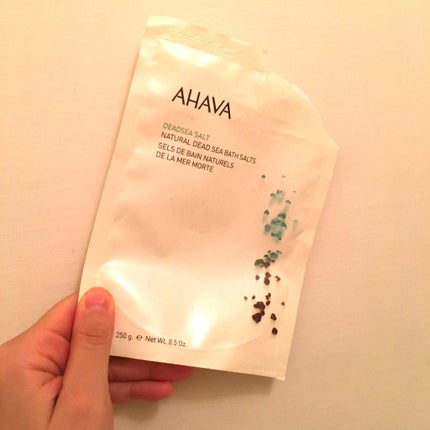 AHAVA
DEADSEA SALT
NATURAL DEAD SEA BATH SALTS
SELS DE BAIN NATURELS
DE LA MER MORTE
250 g. ℮ Net Wt. 8.5 Oz.